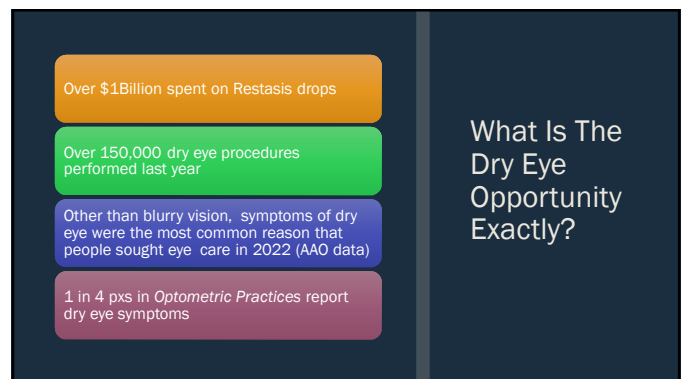 Over $1Billion spent on Restasis drops
Over 150,000 dry eye procedures
performed last year
Other than blurry vision,  symptoms of dry
eye were the most common reason that
people sought eye  care in 2022 (AAO data)
1 in 4 pxs in Optometric Practices report
dry eye symptoms
What Is The
Dry Eye
Opportunity
Exactly?